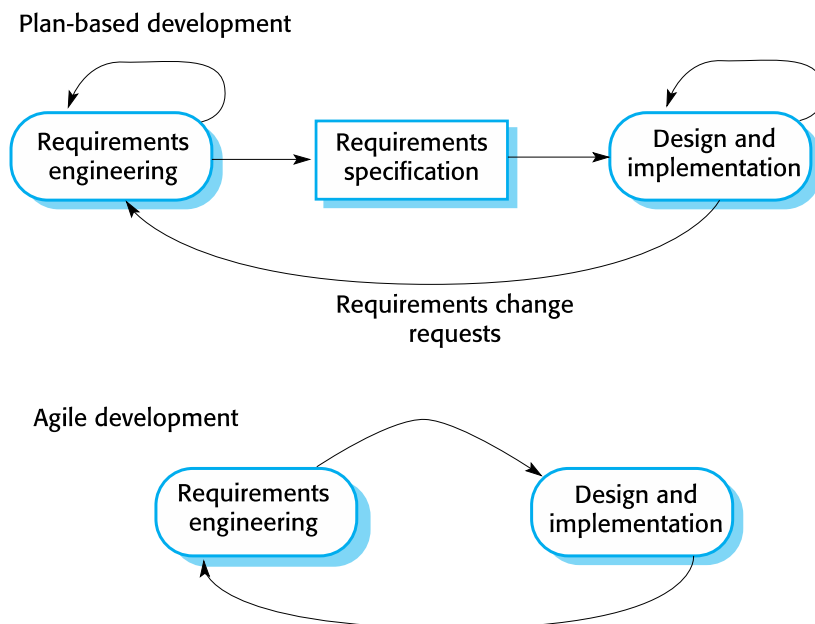 Plan-based development
Requirements
engineering
Requirements
specification
Design and
implementation
Requirements change
requests
Agile development
Requirements
engineering
Design and
implementation